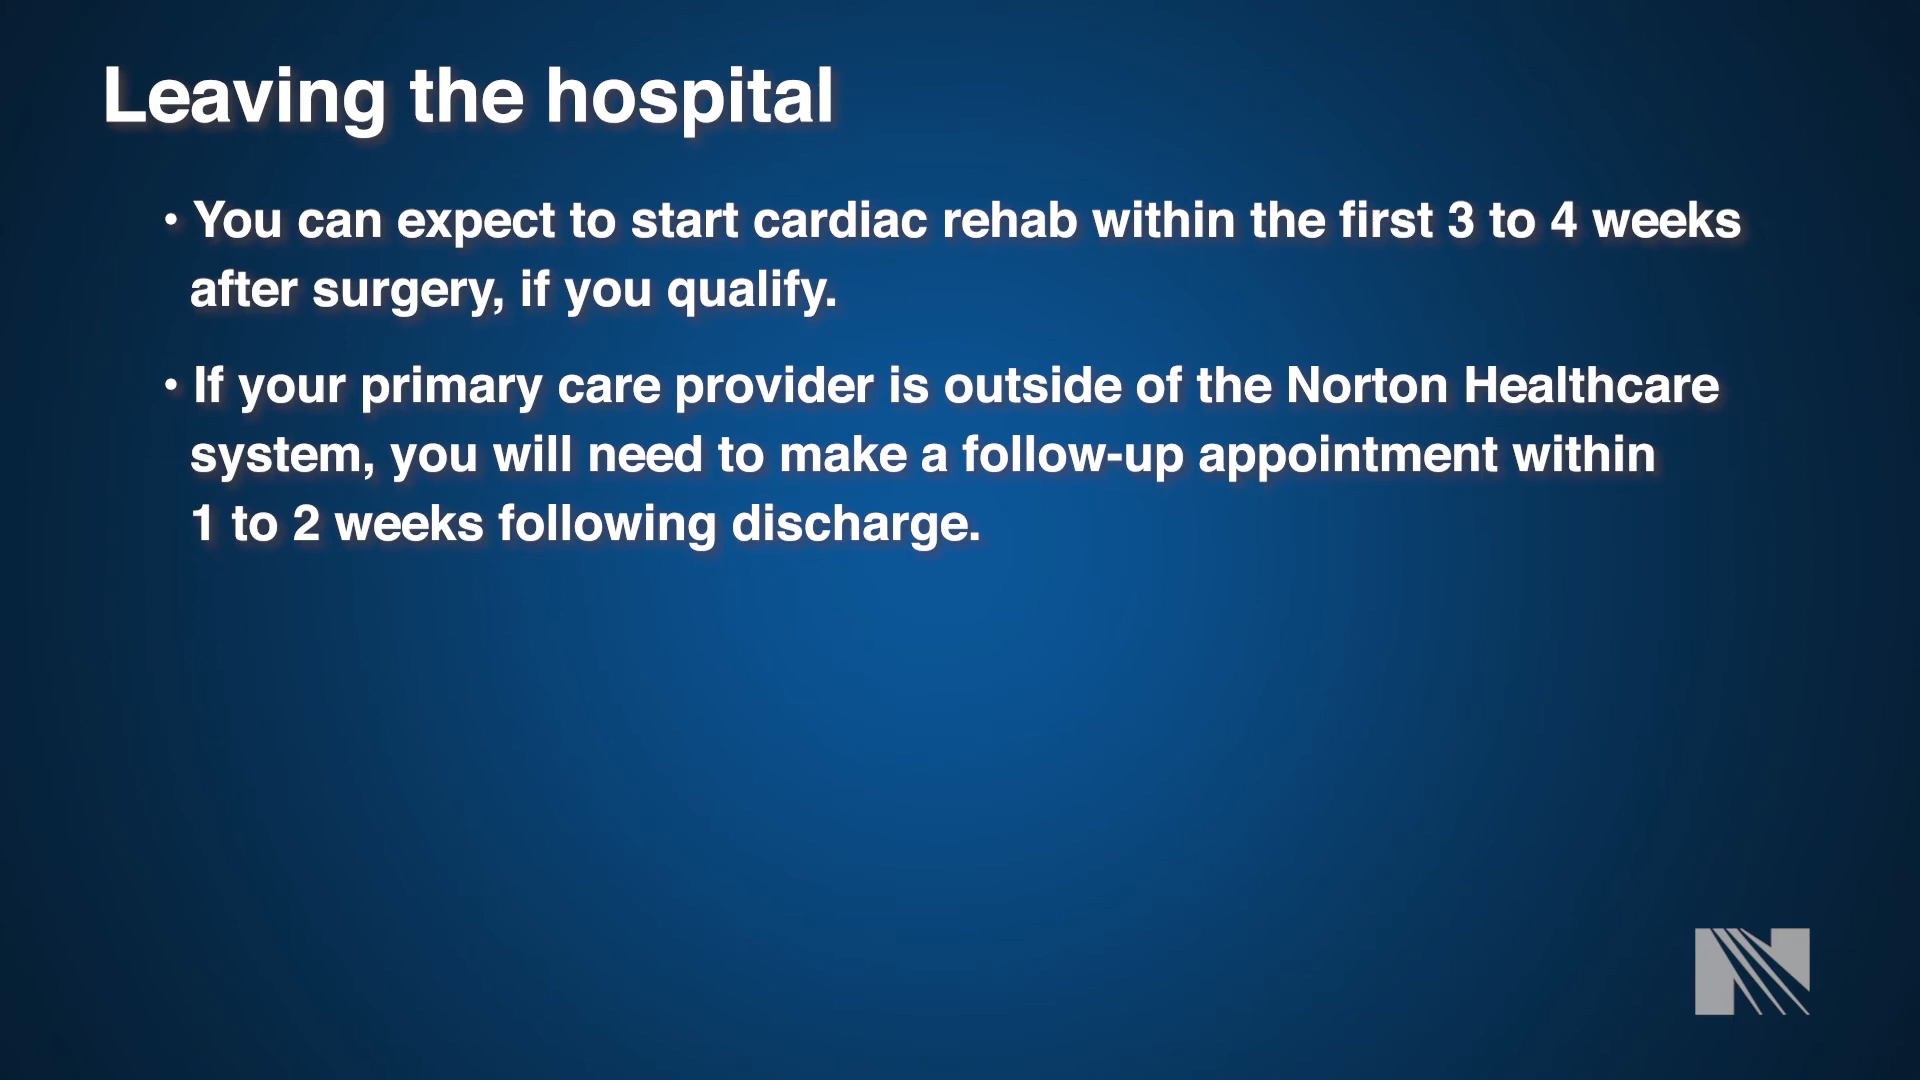 Leaving the hospital
• You can expect to start cardiac rehab within the first 3 to 4 weeks
after surgery, if you qualify.
• If your primary care provider is outside of the Norton Healthcare
system, you will need to make a follow-up appointment within
1 to 2 weeks following discharge.